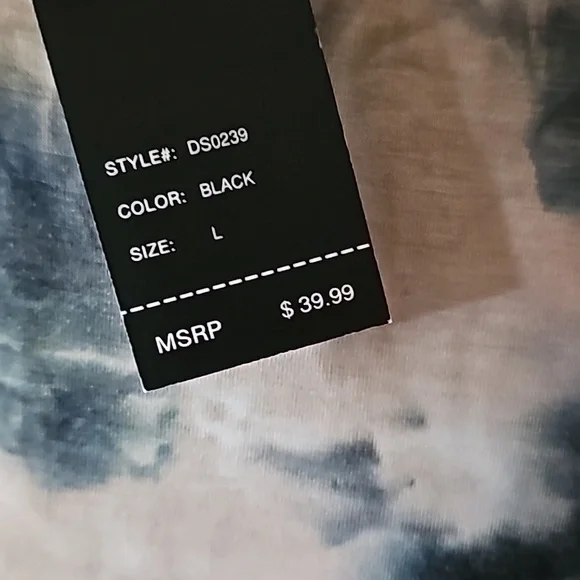 STYLE#: DS0239
COLOR: BLACK
SIZE: L
MSRP $ 39.99